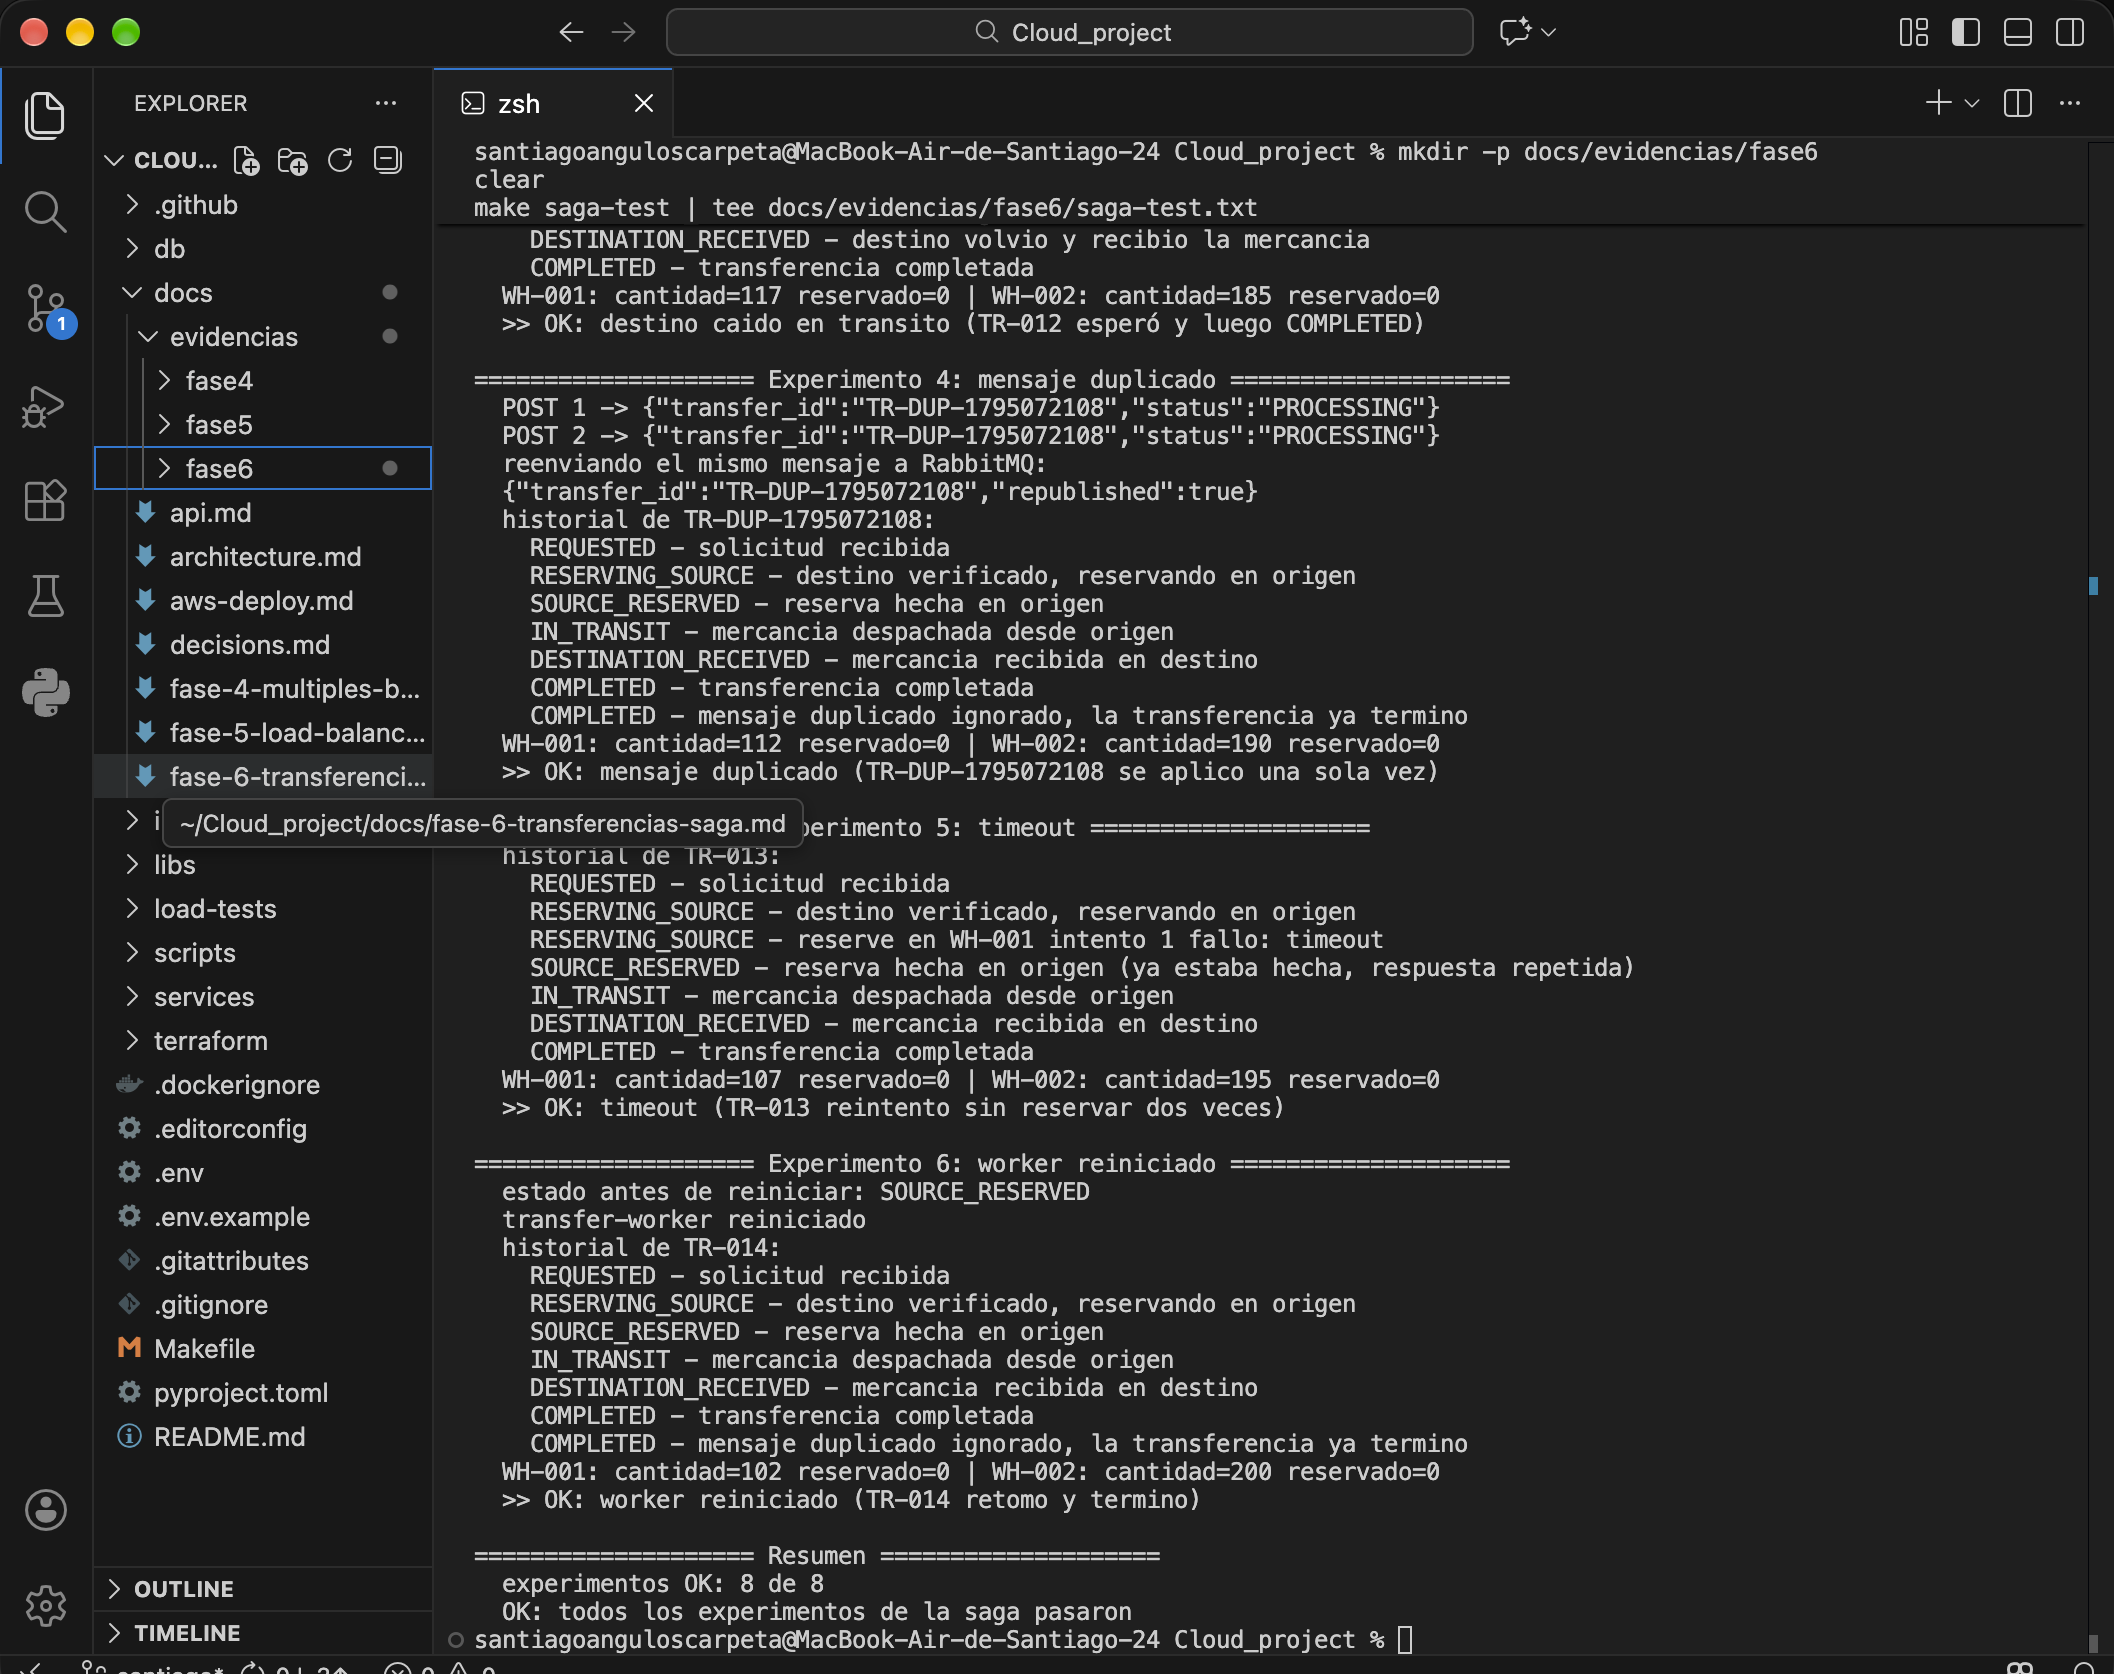 Cloud_project
EXPLORER
CLOU...
.github
db
docs
evidencias
fase4
fase5
fase6
api.md
architecture.md
aws-deploy.md
decisions.md
fase-4-multiples-b...
fase-5-load-balanc...
fase-6-transferenci...
i
~/Cloud_project/docs/fase-6-transferencias-saga.md
libs
load-tests
scripts
services
terraform
.dockerignore
.editorconfig
.env
.env.example
.gitattributes
.gitignore
Makefile
pyproject.toml
README.md
OUTLINE
TIMELINE
1
zsh
santiagoanguloscarpeta@MacBook-Air-de-Santiago-24 Cloud_project % mkdir -p docs/evidencias/fase6
clear
make saga-test | tee docs/evidencias/fase6/saga-test.txt
DESTINATION_RECEIVED - destino volvio y recibio la mercancia
COMPLETED - transferencia completada
WH-001: cantidad=117 reservado=0 | WH-002: cantidad=185 reservado=0
>> OK: destino caido en transito (TR-012 esperó y luego COMPLETED)
==================== Experimento 4: mensaje duplicado ====================
POST 1 -> {"transfer_id":"TR-DUP-1795072108","status":"PROCESSING"}
POST 2 -> {"transfer_id":"TR-DUP-1795072108","status":"PROCESSING"}
reenviando el mismo mensaje a RabbitMQ:
{"transfer_id":"TR-DUP-1795072108","republished":true}
historial de TR-DUP-1795072108:
REQUESTED - solicitud recibida
RESERVING_SOURCE - destino verificado, reservando en origen
SOURCE_RESERVED - reserva hecha en origen
IN_TRANSIT - mercancia despachada desde origen
DESTINATION_RECEIVED - mercancia recibida en destino
COMPLETED - transferencia completada
COMPLETED - mensaje duplicado ignorado, la transferencia ya termino
WH-001: cantidad=112 reservado=0 | WH-002: cantidad=190 reservado=0
>> OK: mensaje duplicado (TR-DUP-1795072108 se aplico una sola vez)
perimento 5: timeout ====================
historial de TR-013:
REQUESTED - solicitud recibida
RESERVING_SOURCE - destino verificado, reservando en origen
RESERVING_SOURCE - reserve en WH-001 intento 1 fallo: timeout
SOURCE_RESERVED - reserva hecha en origen (ya estaba hecha, respuesta repetida)
IN_TRANSIT - mercancia despachada desde origen
DESTINATION_RECEIVED - mercancia recibida en destino
COMPLETED - transferencia completada
WH-001: cantidad=107 reservado=0 | WH-002: cantidad=195 reservado=0
>> OK: timeout (TR-013 reintento sin reservar dos veces)
==================== Experimento 6: worker reiniciado ====================
estado antes de reiniciar: SOURCE_RESERVED
transfer-worker reiniciado
historial de TR-014:
REQUESTED - solicitud recibida
RESERVING_SOURCE - destino verificado, reservando en origen
SOURCE_RESERVED - reserva hecha en origen
IN_TRANSIT - mercancia despachada desde origen
DESTINATION_RECEIVED - mercancia recibida en destino
COMPLETED - transferencia completada
COMPLETED - mensaje duplicado ignorado, la transferencia ya termino
WH-001: cantidad=102 reservado=0 | WH-002: cantidad=200 reservado=0
>> OK: worker reiniciado (TR-014 retomo y termino)
==================== Resumen ====================
experimentos OK: 8 de 8
OK: todos los experimentos de la saga pasaron
santiagoanguloscarpeta@MacBook-Air-de-Santiago-24 Cloud_project %